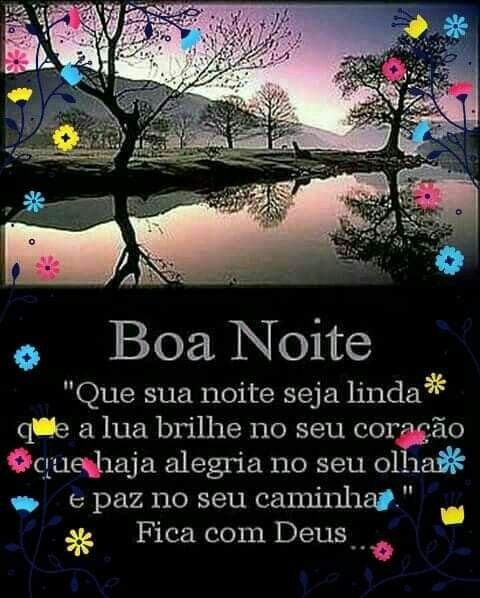 Boa Noite
"Que sua noite seja linda
que a lua brilhe no seu coração
que haja alegria no seu olhar
e paz no seu caminhar."
Fica com Deus...